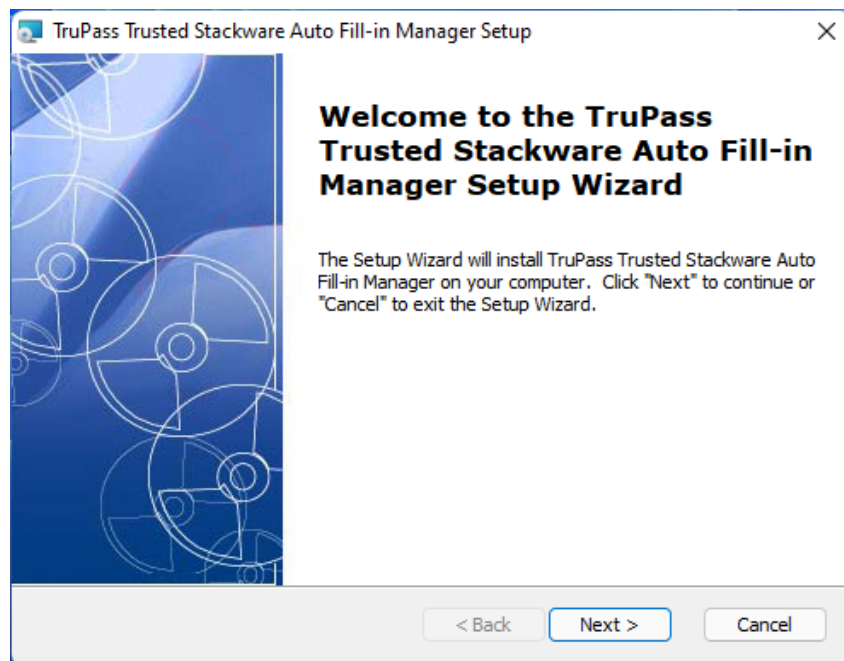 TruPass Trusted Stackware Auto Fill-in Manager Setup
Welcome to the TruPass
Trusted Stackware Auto Fill-in
Manager Setup Wizard
The Setup Wizard will install TruPass Trusted Stackware Auto
Fill-in Manager on your computer.  Click "Next" to continue or
"Cancel" to exit the Setup Wizard.
< Back
Next >
Cancel